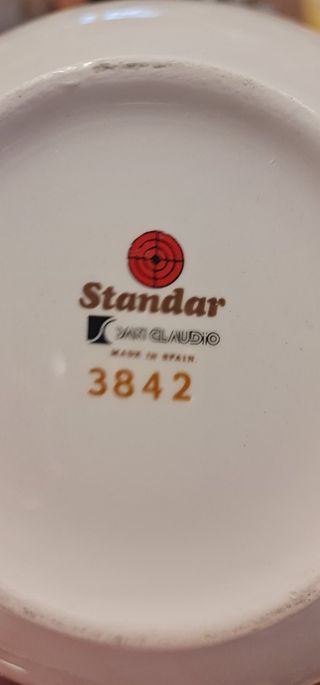 Standar
SAN CLAUDIO
MADE IN SPAIN.
3842